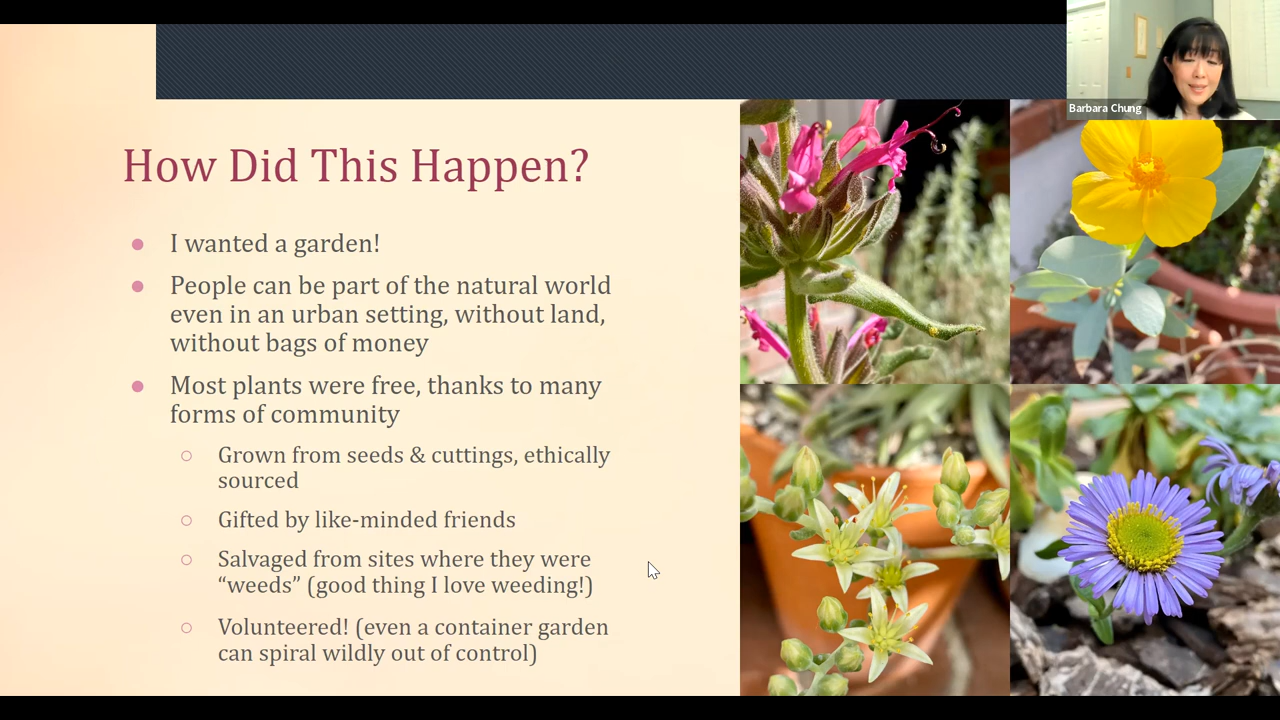 Barbara Chung
How Did This Happen?
● I wanted a garden!
● People can be part of the natural world
even in an urban setting, without land,
without bags of money
● Most plants were free, thanks to many
forms of community
○ Grown from seeds & cuttings, ethically
sourced
○ Gifted by like-minded friends
○ Salvaged from sites where they were
“weeds” (good thing I love weeding!)
○ Volunteered! (even a container garden
can spiral wildly out of control)